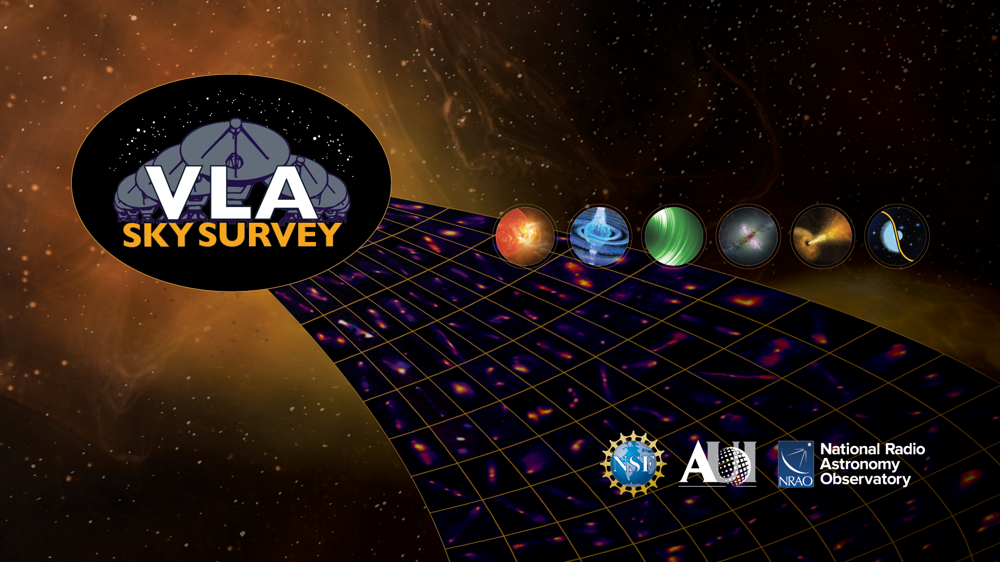 VLA
SKY SURVEY
NSF
AUI
NRAO
National Radio
Astronomy
Observatory